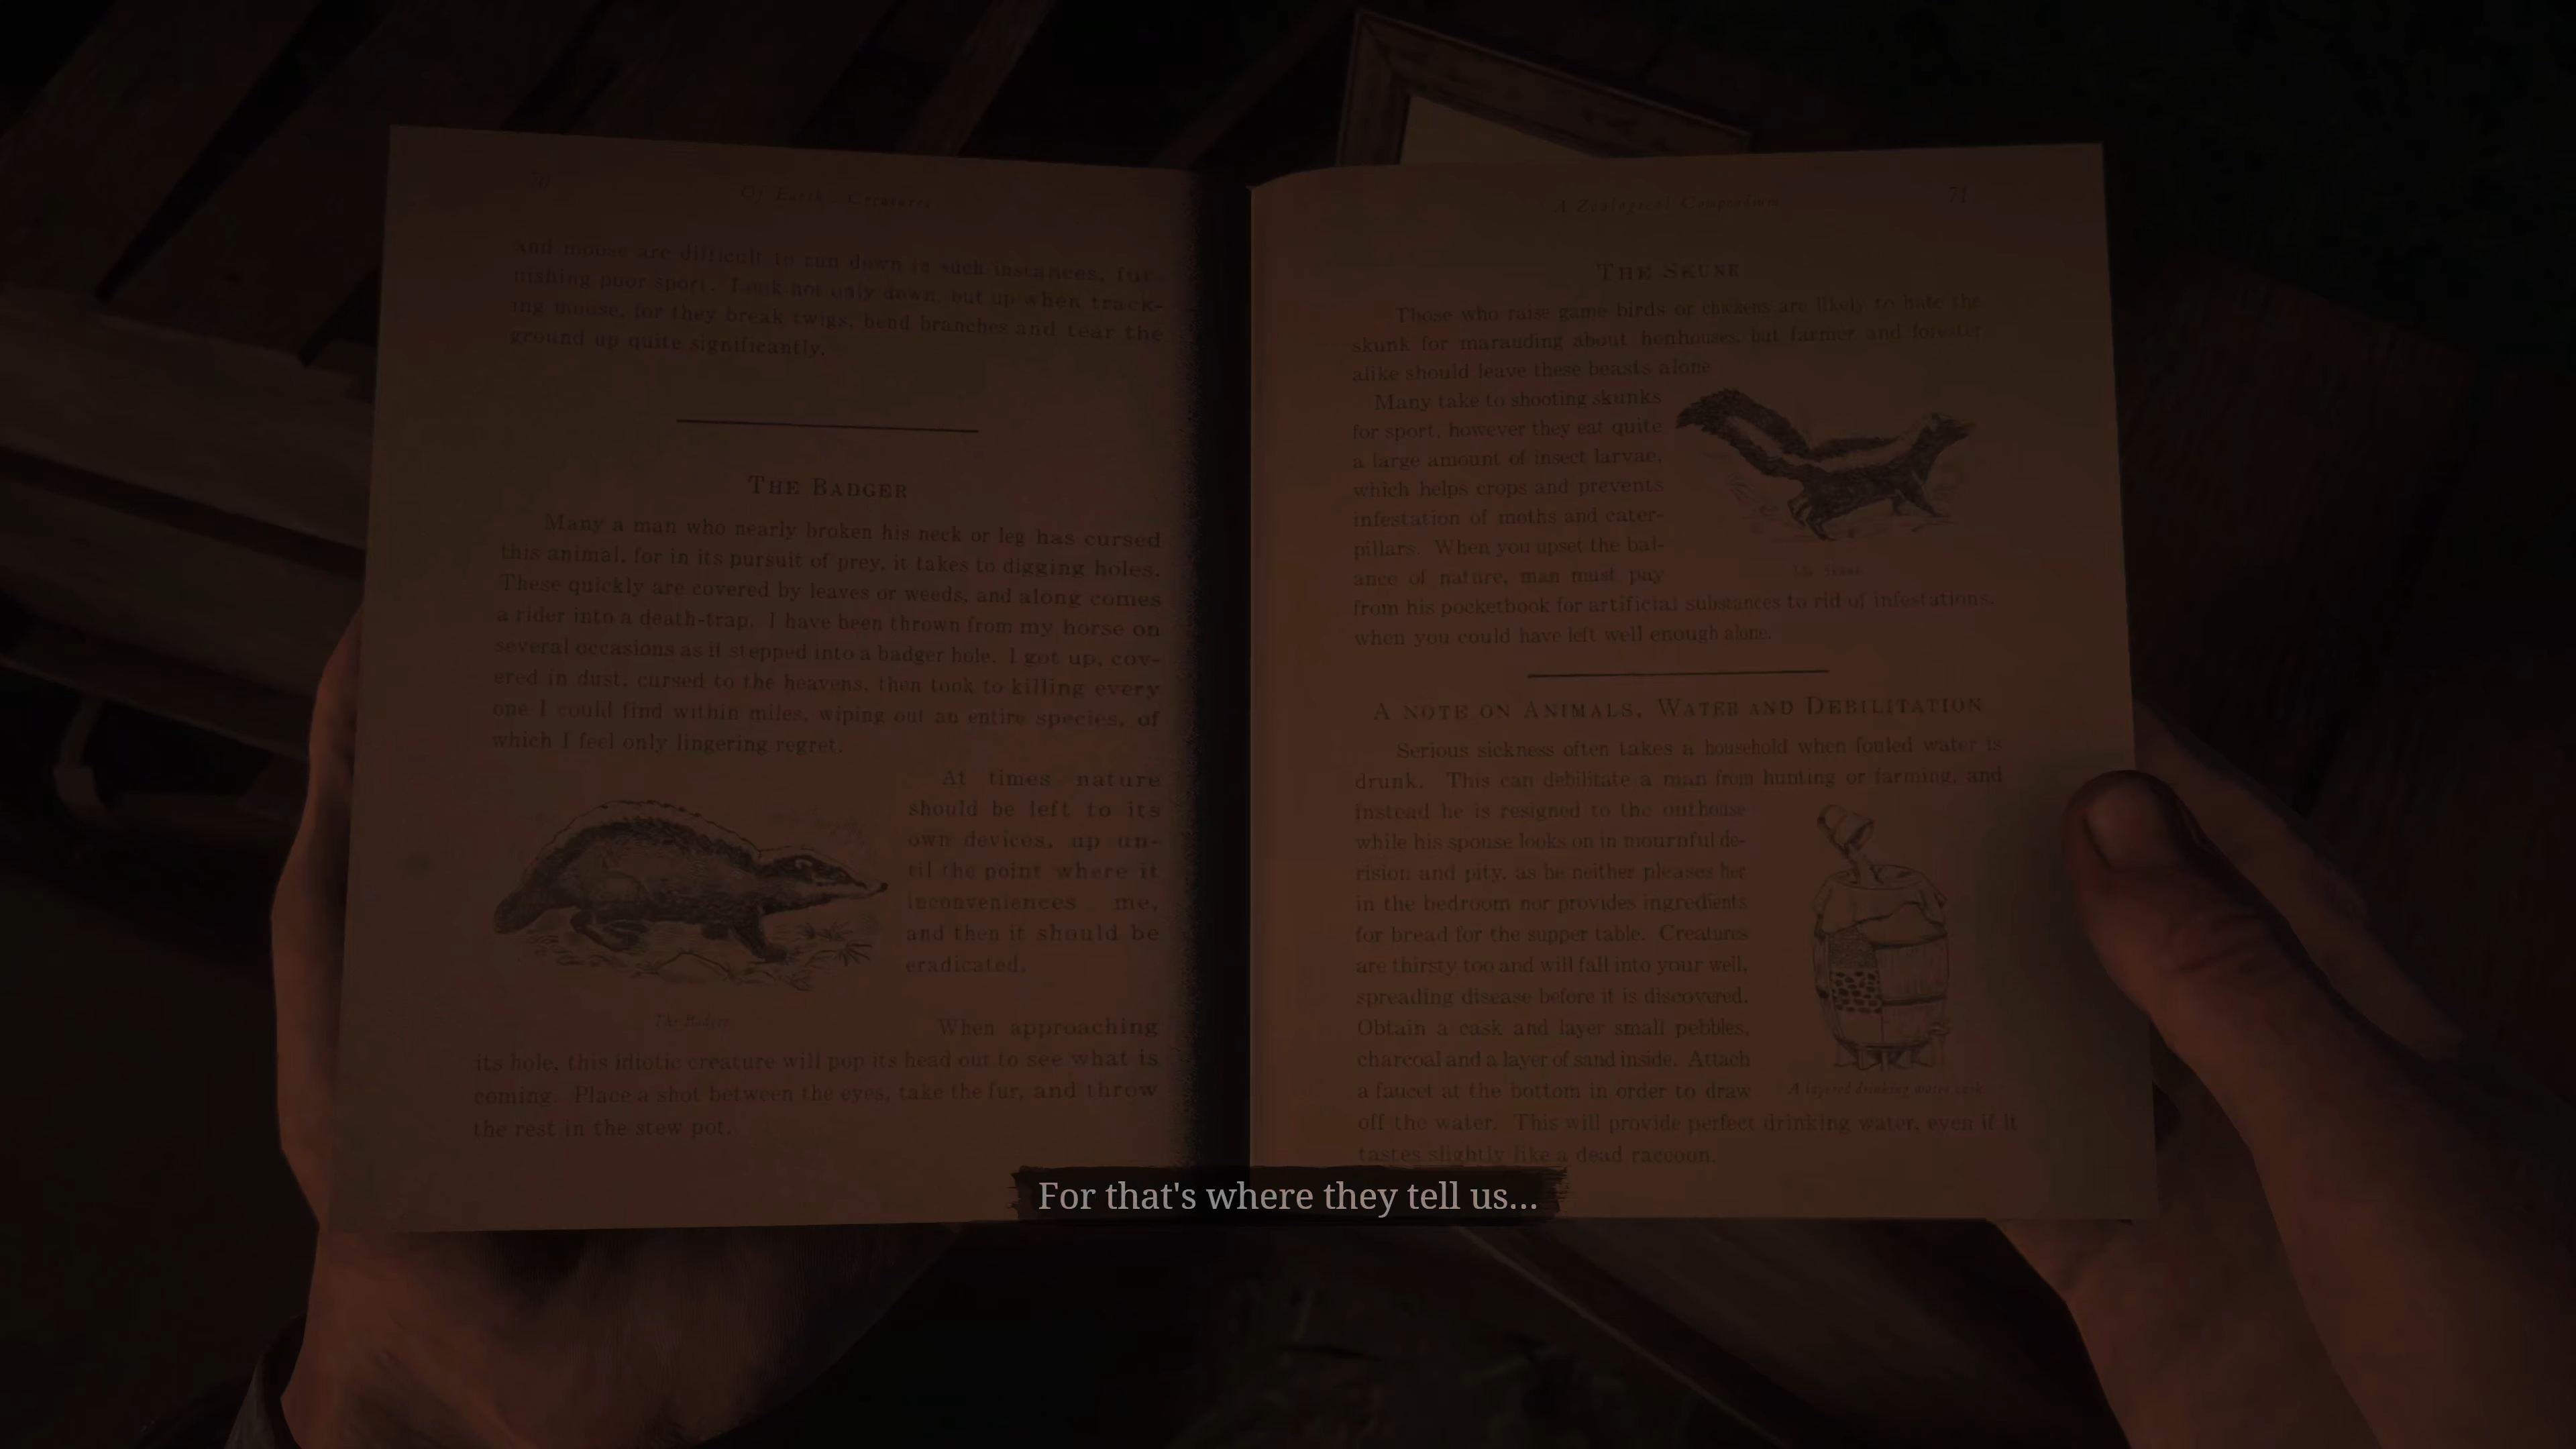 70
Of Earth's Creatures
and mouse are difficult to run down in such instances, fur-
nishing poor sport. Look not only down, but up when track-
ing mouse, for they break twigs, bend branches and tear the
ground up quite significantly.
THE BADGER
Many a man who nearly broken his neck or leg has cursed
this animal, for in its pursuit of prey, it takes to digging holes.
These quickly are covered by leaves or weeds, and along comes
a rider into a death-trap. I have been thrown from my horse on
several occasions as it stepped into a badger hole. I got up, cov-
ered in dust, cursed to the heavens, then took to killing every
one I could find within miles, wiping out an entire species, of
which I feel only lingering regret.
At times nature
should be left to its
own devices, up un-
til the point where it
inconveniences me,
and then it should be
eradicated.
The Badger
When approaching
its hole, this idiotic creature will pop its head out to see what is
coming. Place a shot between the eyes, take the fur, and throw
the rest in the stew pot.
A Zoological Compendium
71
THE SKUNK
Those who raise game birds or chickens are likely to hate the
skunk for marauding about henhouses, but farmer and forester
alike should leave these beasts alone
Many take to shooting skunks
for sport, however they eat quite
a large amount of insect larvae,
which helps crops and prevents
infestation of moths and cater-
pillars. When you upset the bal-
ance of nature, man must pay
The Skunk
from his pocketbook for artificial substances to rid of infestations,
when you could have left well enough alone.
A NOTE ON ANIMALS, WATER AND DEBILITATION
Serious sickness often takes a household when fouled water is
drunk. This can debilitate a man from hunting or farming, and
instead he is resigned to the outhouse
while his spouse looks on in mournful de-
rision and pity, as he neither pleases her
in the bedroom nor provides ingredients
for bread for the supper table. Creatures
are thirsty too and will fall into your well,
spreading disease before it is discovered.
Obtain a cask and layer small pebbles,
charcoal and a layer of sand inside. Attach
a faucet at the bottom in order to draw
A layered drinking water cask
off the water. This will provide perfect drinking water, even if it
tastes slightly like a dead raccoon.
For that's where they tell us...